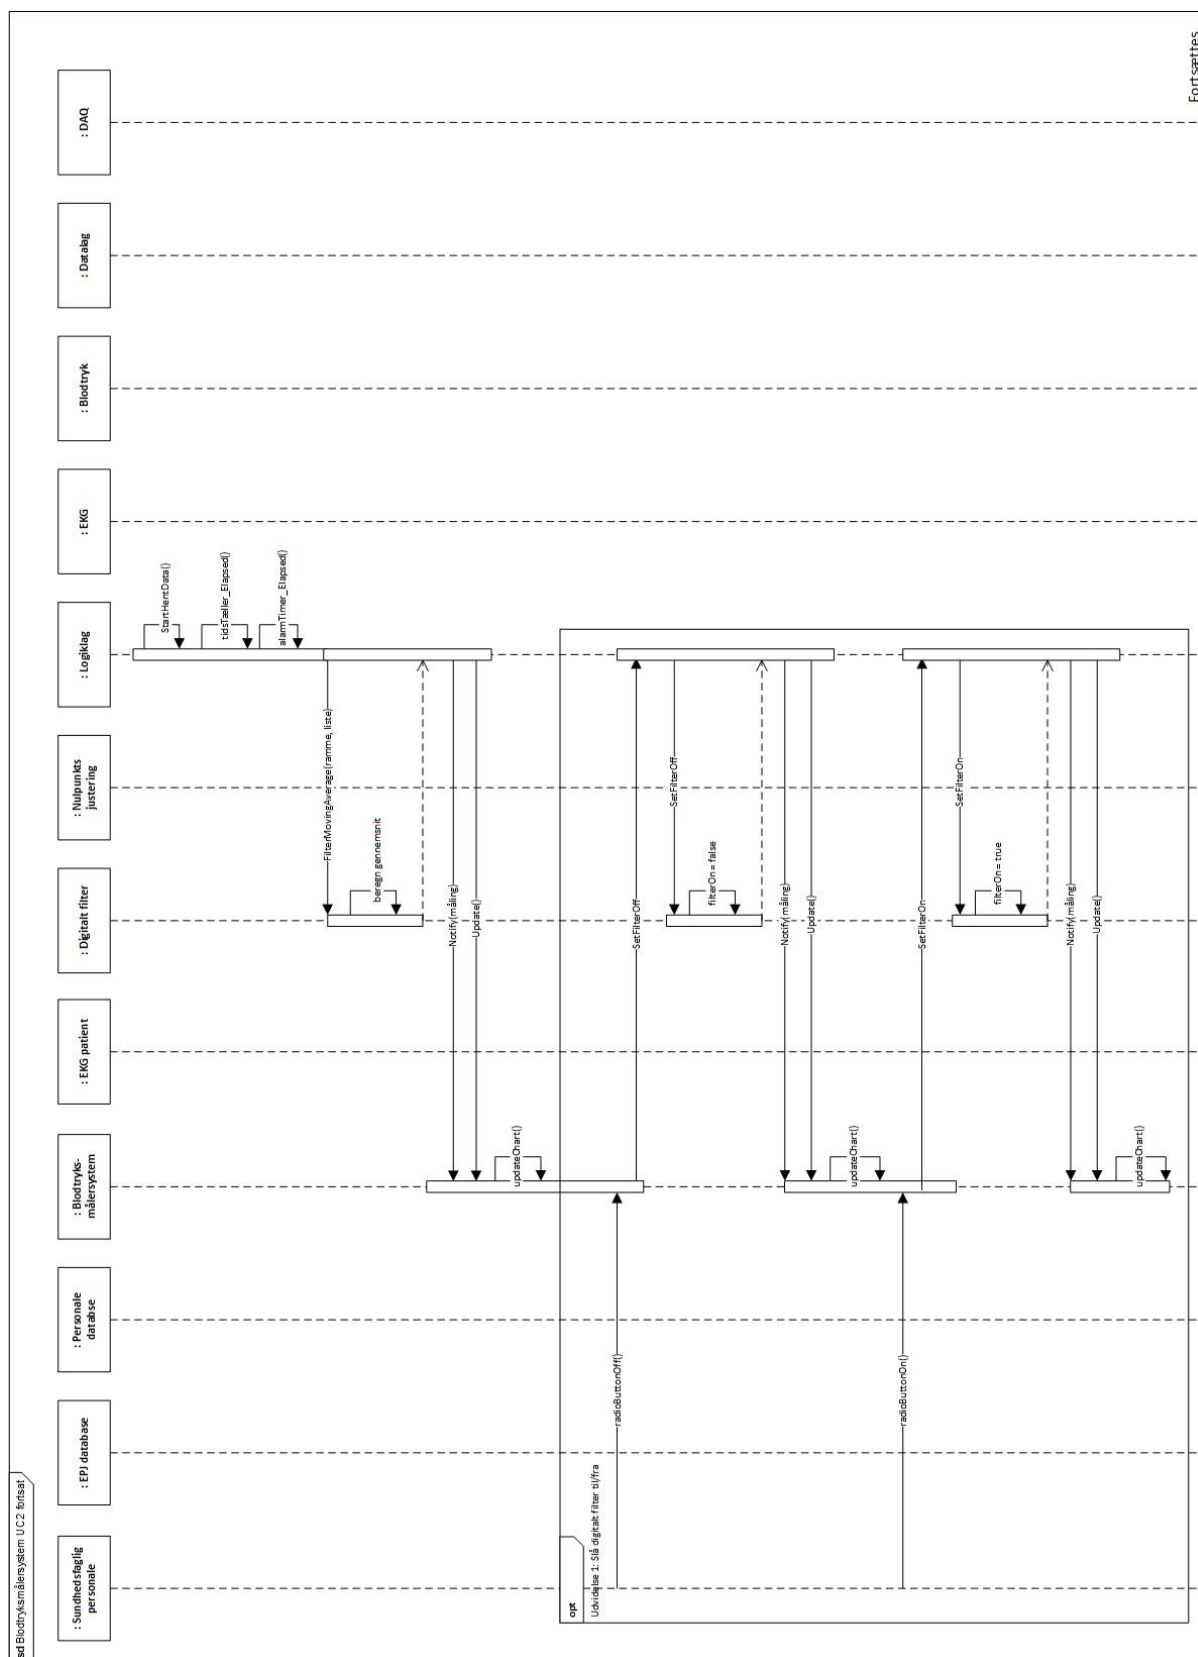 sd Blodtryksmålersystem UC2 fortsat
: Sundhedsfaglig
personale
: EPJ database
: Personale
databse
: Blodtryks-
målersystem
: EKG patient
: Digitalt filter
: Nulpunkts
justering
: Logiklag
: EKG
: Blodtryk
: Datalag
: DAQ
StartHentData()
tidsTæller_Elapsed()
alarmTimer_Elapsed()
FilterMovingAverage(ramme, liste)
beregn gennemsnit
Notify(måling)
Update()
updateChart()
opt
Udvidelse 1: Slå digitalt filter til/fra
radioButtonOff()
SetFilterOff
SetFilterOff
filterOn = false
Notify(måling)
Update()
updateChart()
radioButtonOn()
SetFilterOn
SetFilterOn
filterOn = true
Notify(måling)
Update()
updateChart()
Fortsættes